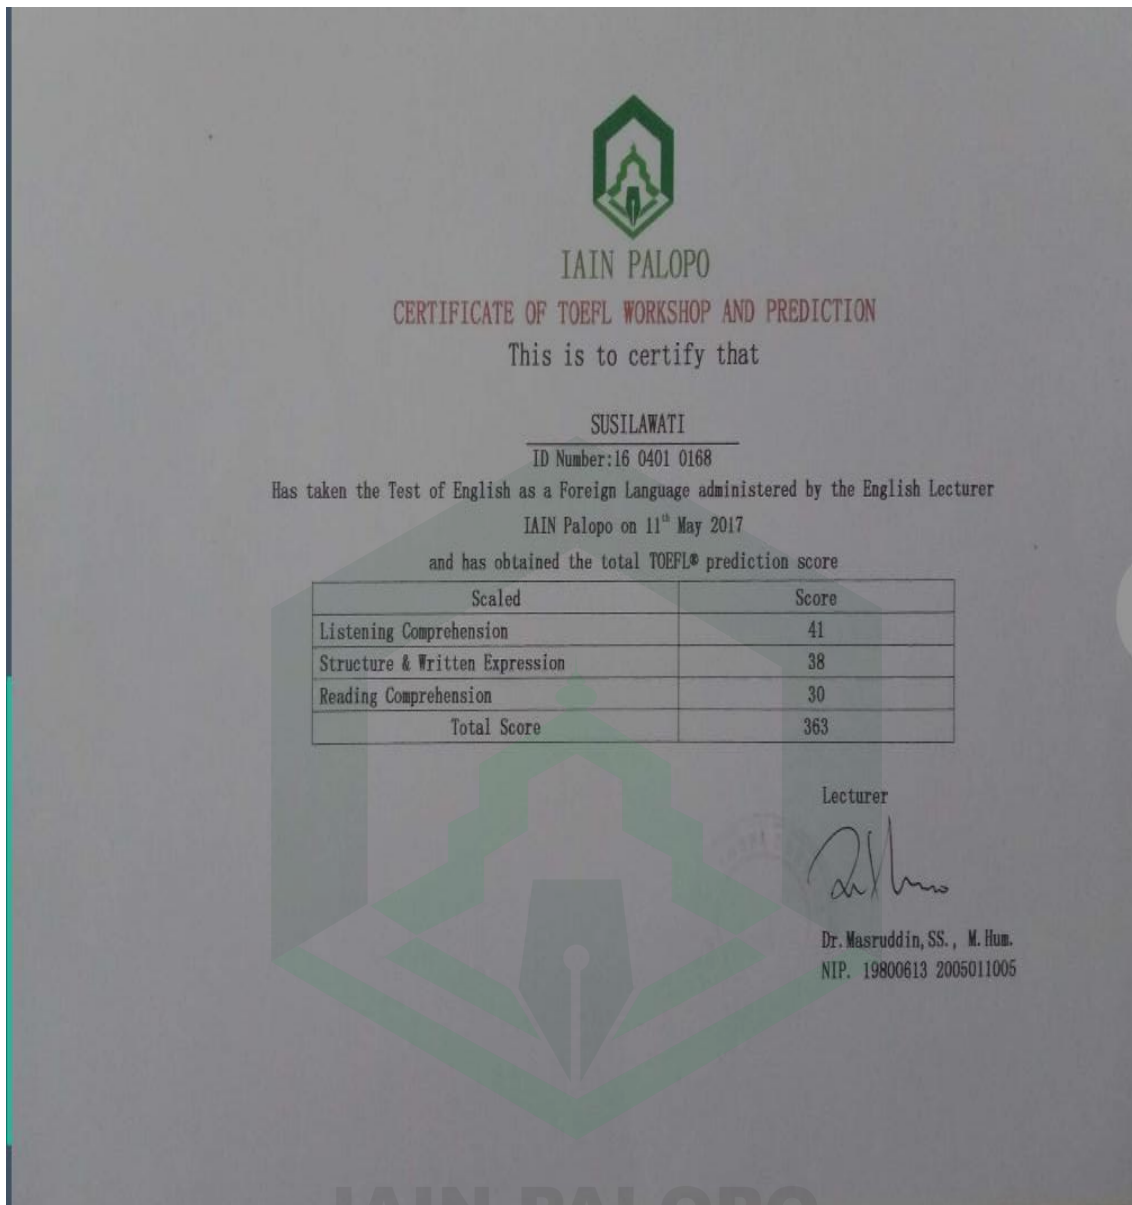 IAIN PALOPO
CERTIFICATE OF TOEFL WORKSHOP AND PREDICTION
This is to certify that
SUSILAWATI
ID Number:16 0401 0168
Has taken the Test of English as a Foreign Language administered by the English Lecturer
IAIN Palopo on 11th May 2017
and has obtained the total TOEFL® prediction score
Scaled Score
Listening Comprehension 41
Structure & Written Expression 38
Reading Comprehension 30
Total Score 363
Lecturer
Dr.Masruddin,SS., M.Hum.
NIP. 19800613 2005011005
IAIN PALOPO